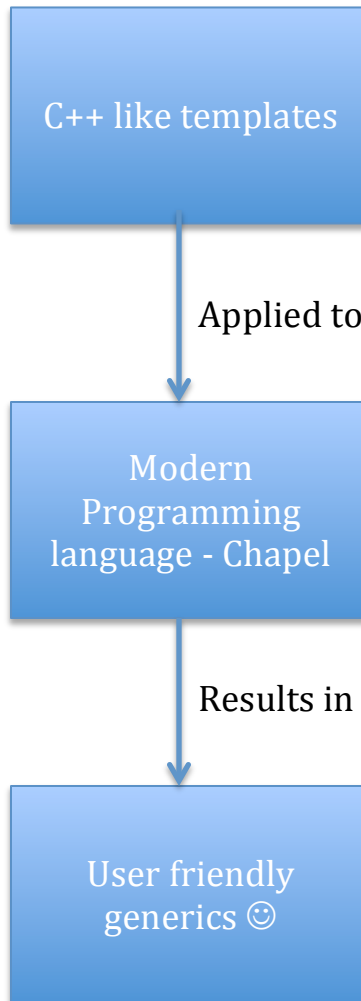 C++ like templates
Applied to
Modern
Programming
language - Chapel
Results in
User friendly
generics ☺